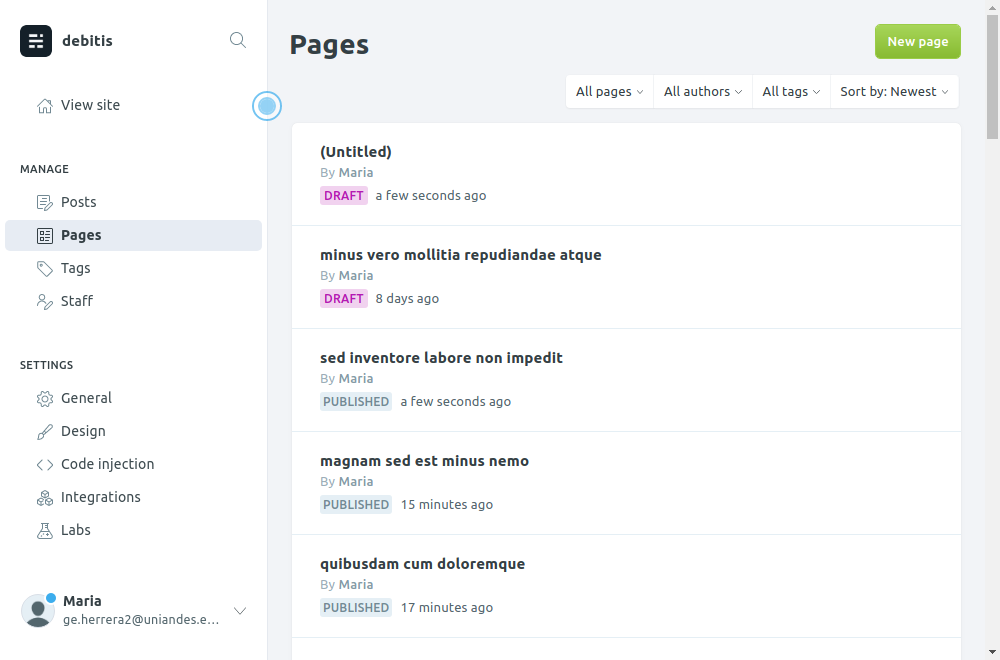 debitis
View site
MANAGE
Posts
Pages
Tags
Staff
SETTINGS
General
Design
Code injection
Integrations
Labs
Maria
ge.herrera2@uniandes.e...
Pages
New page
All pages
All authors
All tags
Sort by: Newest
(Untitled)
By Maria
DRAFT a few seconds ago
minus vero mollitia repudiandae atque
By Maria
DRAFT 8 days ago
sed inventore labore non impedit
By Maria
PUBLISHED a few seconds ago
magnam sed est minus nemo
By Maria
PUBLISHED 15 minutes ago
quibusdam cum doloremque
By Maria
PUBLISHED 17 minutes ago